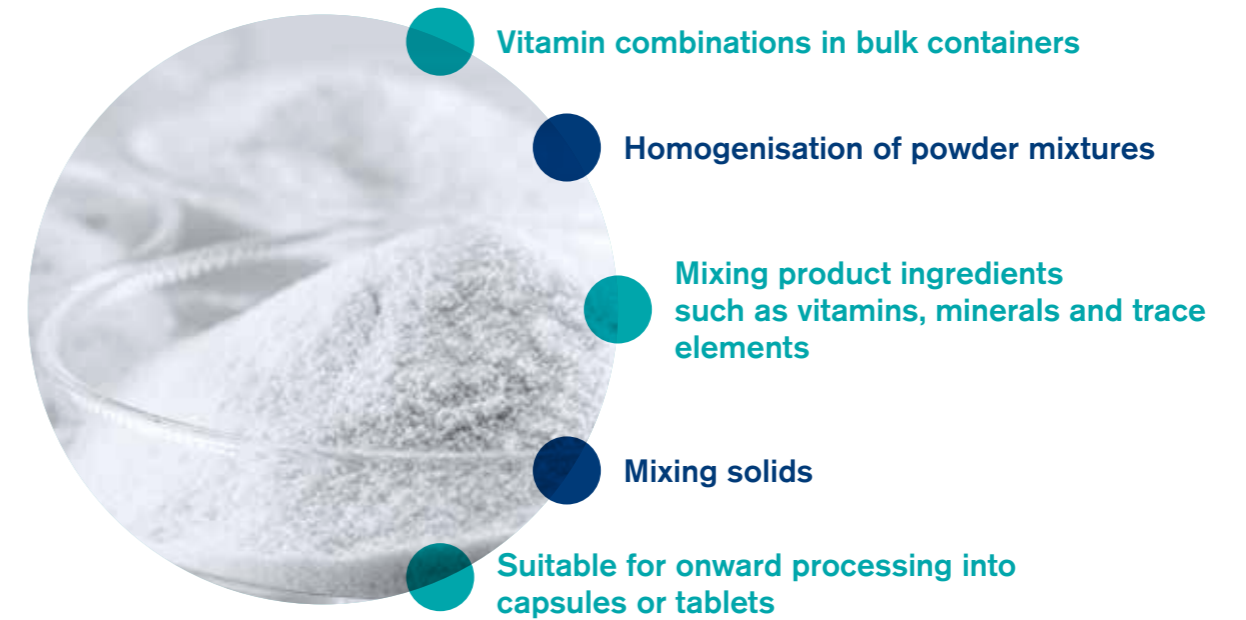 Vitamin combinations in bulk containers
Homogenisation of powder mixtures
Mixing product ingredients
such as vitamins, minerals and trace
elements
Mixing solids
Suitable for onward processing into
capsules or tablets